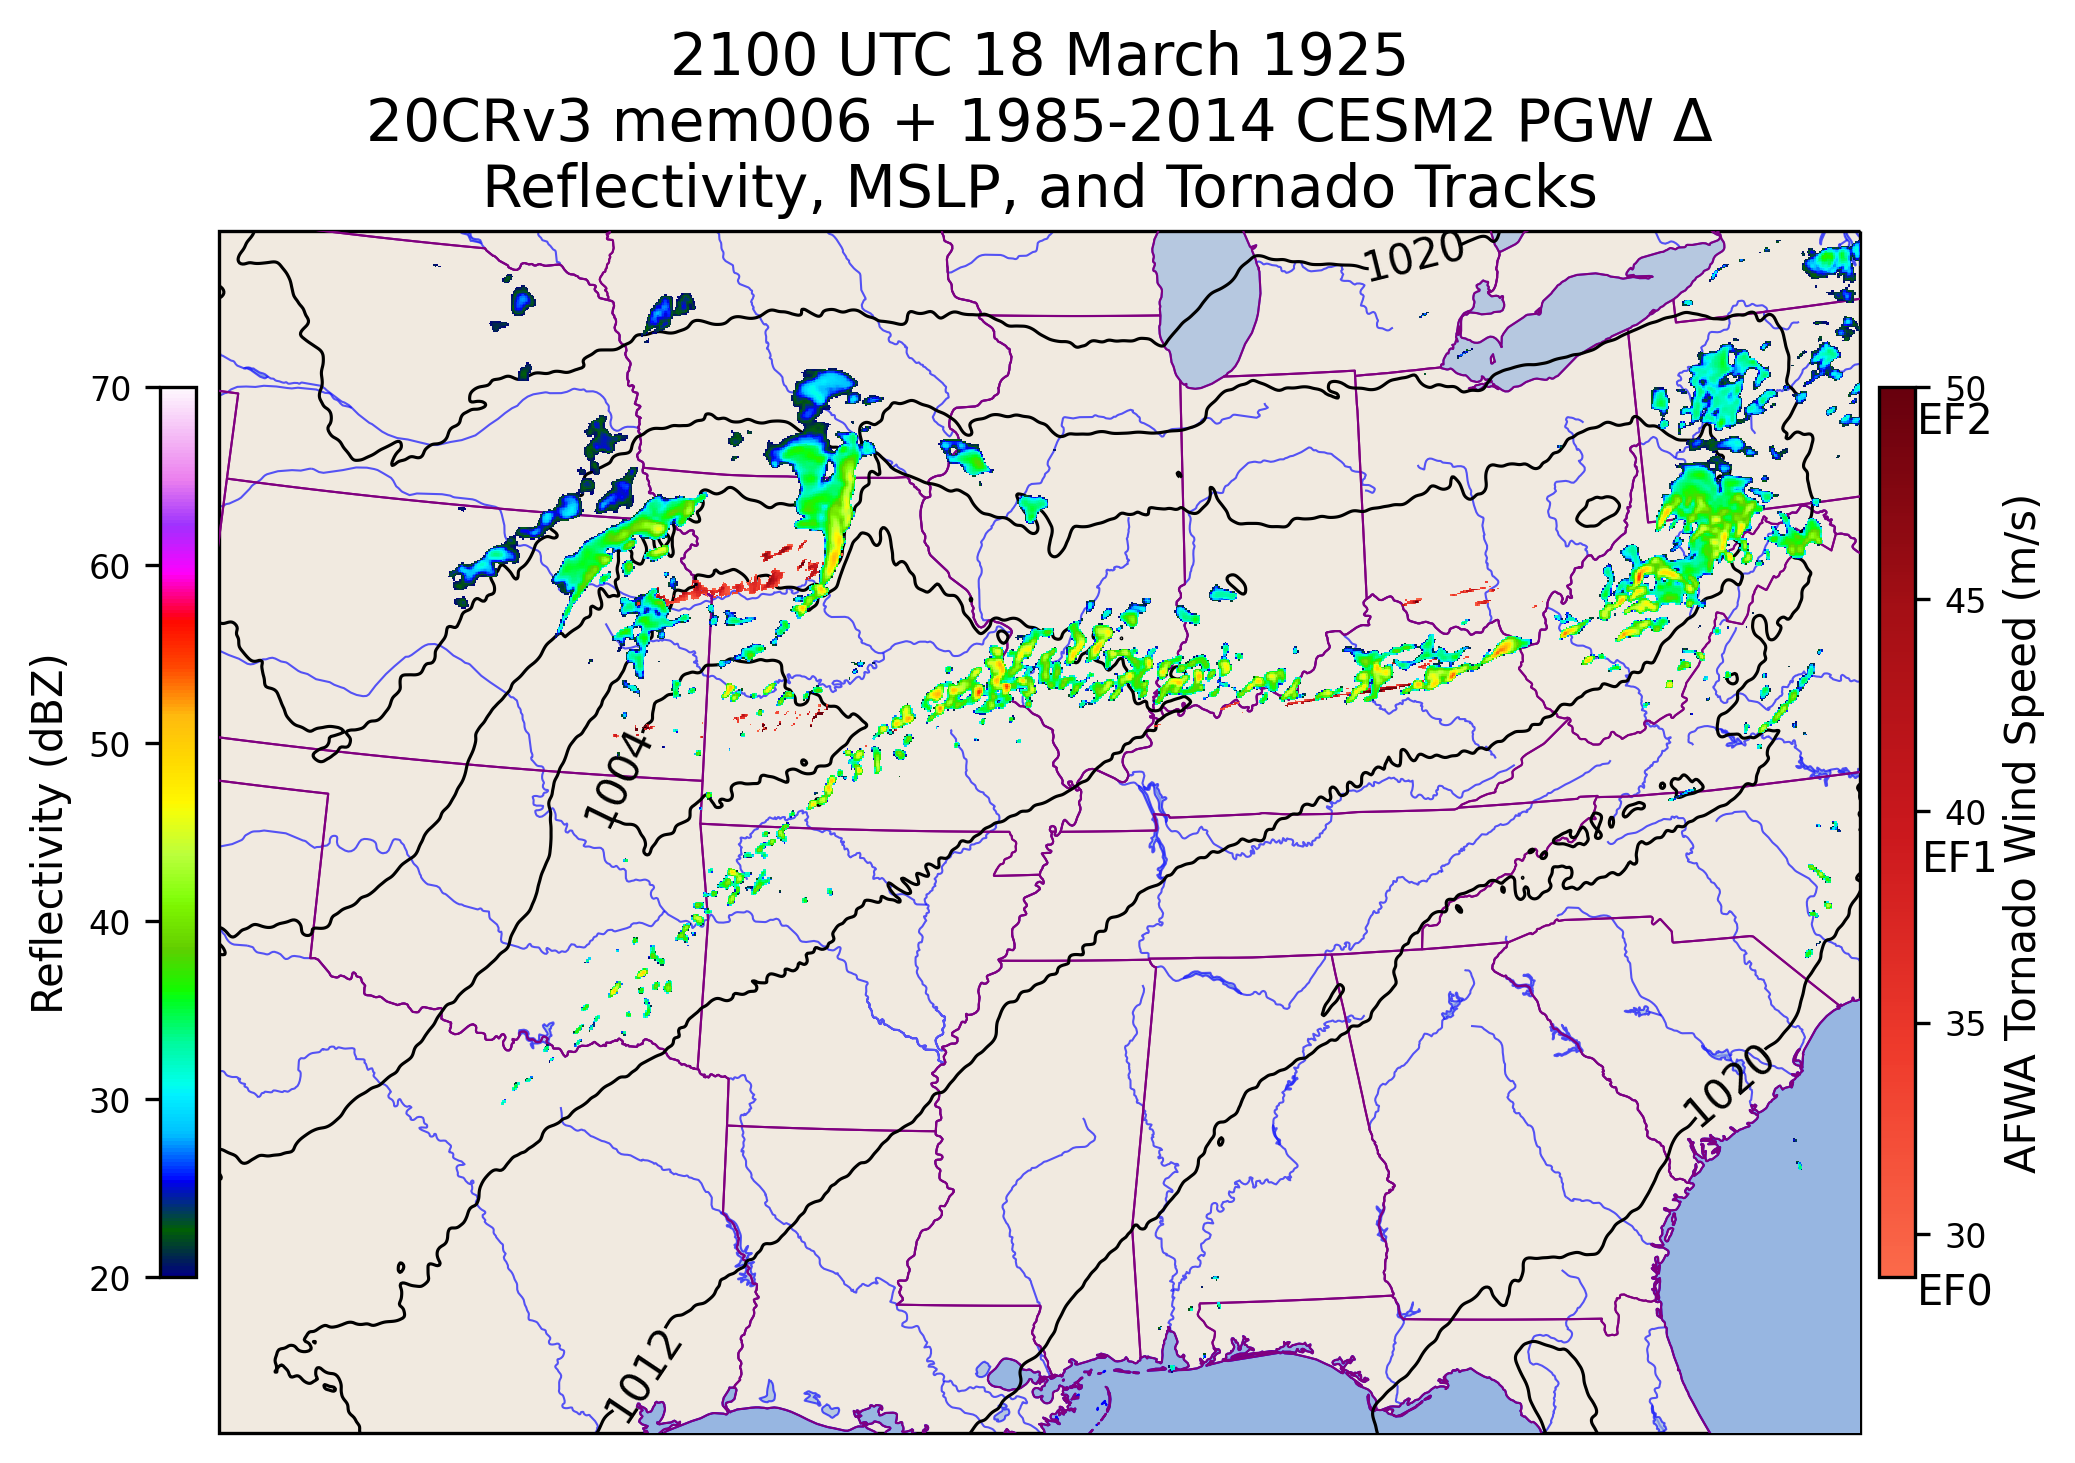 2100 UTC 18 March 1925
20CRv3 mem006 + 1985-2014 CESM2 PGW Δ
Reflectivity, MSLP, and Tornado Tracks
1020
70
60
50
40
30
20
Reflectivity (dBZ)
1004
1020
1012
50
EF2
45
40
EF1
35
30
EF0
AFWA Tornado Wind Speed (m/s)